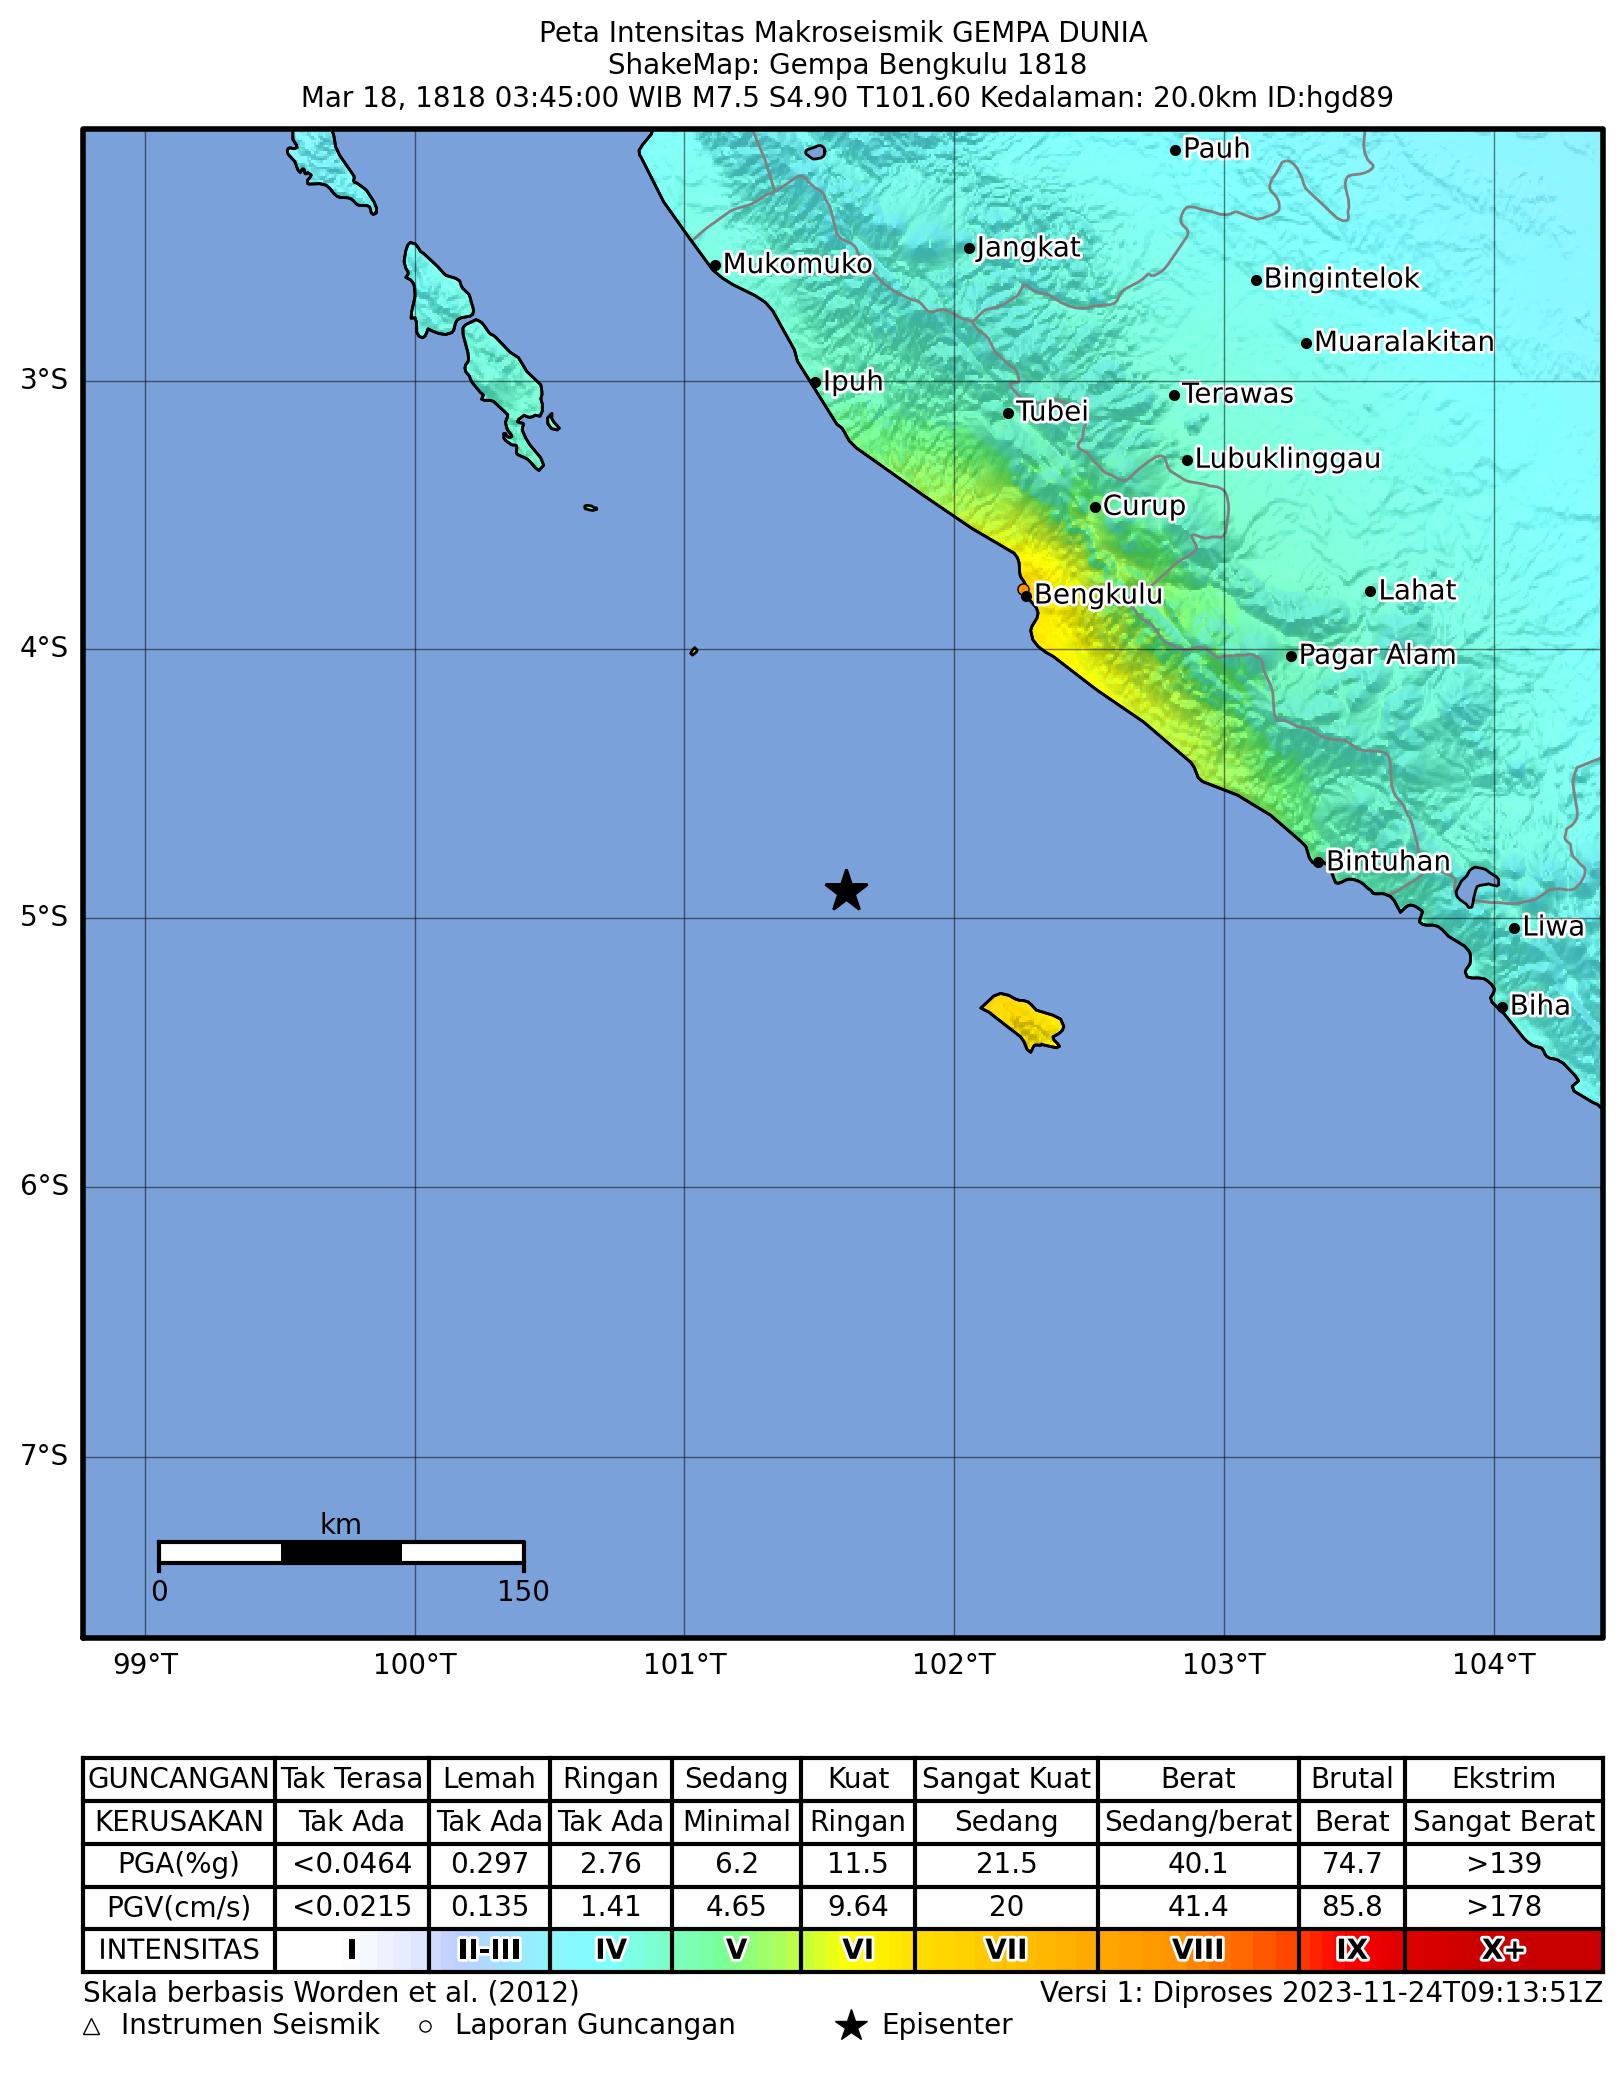 Peta Intensitas Makroseismik GEMPA DUNIA
ShakeMap: Gempa Bengkulu 1818
Mar 18, 1818 03:45:00 WIB M7.5 S4.90 T101.60 Kedalaman: 20.0km ID:hgd89
Pauh
Jangkat
Mukomuko
Bingintelok
Muaralakitan
3°S
Ipuh
Terawas
Tubei
Lubuklinggau
Curup
Bengkulu
Lahat
4°S
Pagar Alam
Bintuhan
5°S
Liwa
Biha
6°S
7°S
km
0 150
99°T 100°T 101°T 102°T 103°T 104°T
GUNCANGAN Tak Terasa Lemah Ringan Sedang Kuat Sangat Kuat Berat Brutal Ekstrim
KERUSAKAN Tak Ada Tak Ada Tak Ada Minimal Ringan Sedang Sedang/berat Berat Sangat Berat
PGA(%g) <0.0464 0.297 2.76 6.2 11.5 21.5 40.1 74.7 >139
PGV(cm/s) <0.0215 0.135 1.41 4.65 9.64 20 41.4 85.8 >178
INTENSITAS I II-III IV V VI VII VIII IX X+
Skala berbasis Worden et al. (2012) Versi 1: Diproses 2023-11-24T09:13:51Z
Instrumen Seismik Laporan Guncangan Episenter